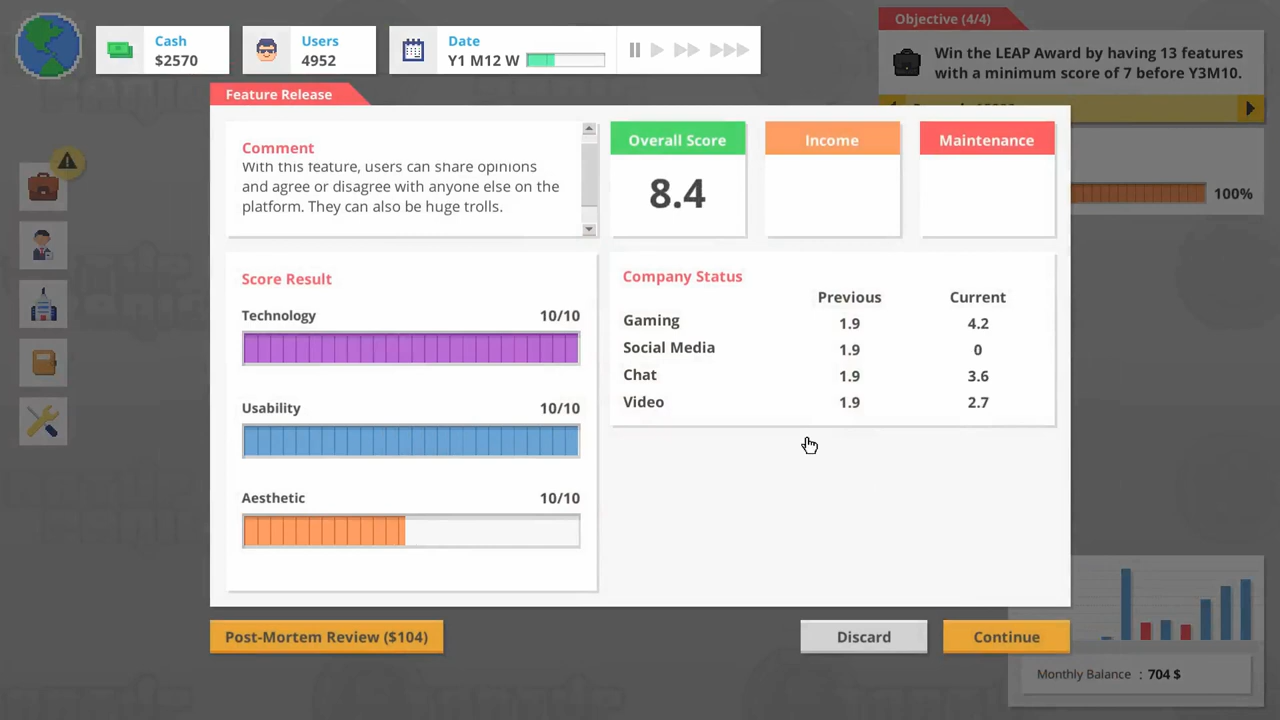 Cash
$2570
Users
4952
Date
Y1 M12 W
Objective (4/4)
Win the LEAP Award by having 13 features
with a minimum score of 7 before Y3M10.
100%
Feature Release
Comment
With this feature, users can share opinions
and agree or disagree with anyone else on the
platform. They can also be huge trolls.
Overall Score
8.4
Income
Maintenance
Score Result
Technology 10/10
Usability 10/10
Aesthetic 10/10
Company Status
Previous Current
Gaming 1.9 4.2
Social Media 1.9 0
Chat 1.9 3.6
Video 1.9 2.7
Post-Mortem Review ($104)
Discard
Continue
Monthly Balance : 704 $